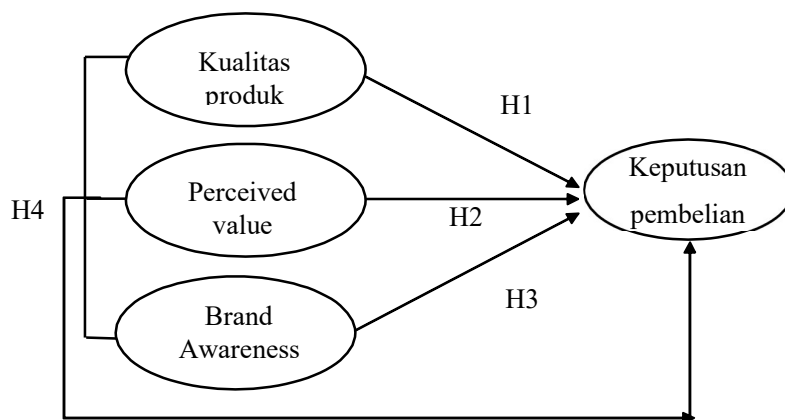 Kualitas
produk
H1
Keputusan
pembelian
Perceived
value
H4
H2
H3
Brand
Awareness